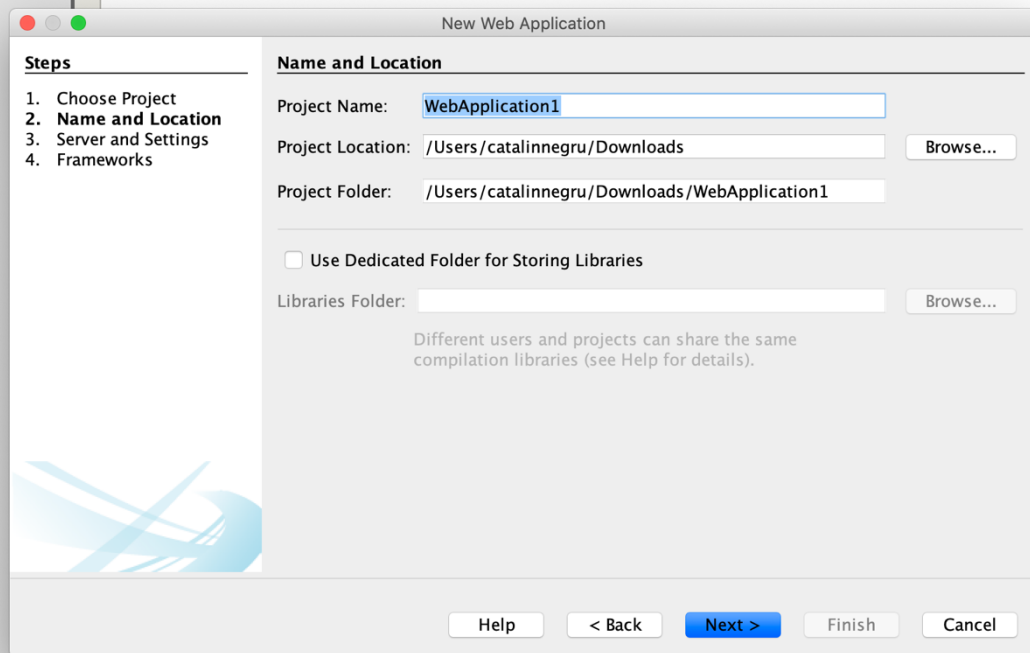 New Web Application
Steps
1. Choose Project
2. Name and Location
3. Server and Settings
4. Frameworks
Name and Location
Project Name: WebApplication1
Project Location: /Users/catalinnegru/Downloads Browse...
Project Folder: /Users/catalinnegru/Downloads/WebApplication1
Use Dedicated Folder for Storing Libraries
Libraries Folder: Browse...
Different users and projects can share the same
compilation libraries (see Help for details).
Help < Back Next > Finish Cancel